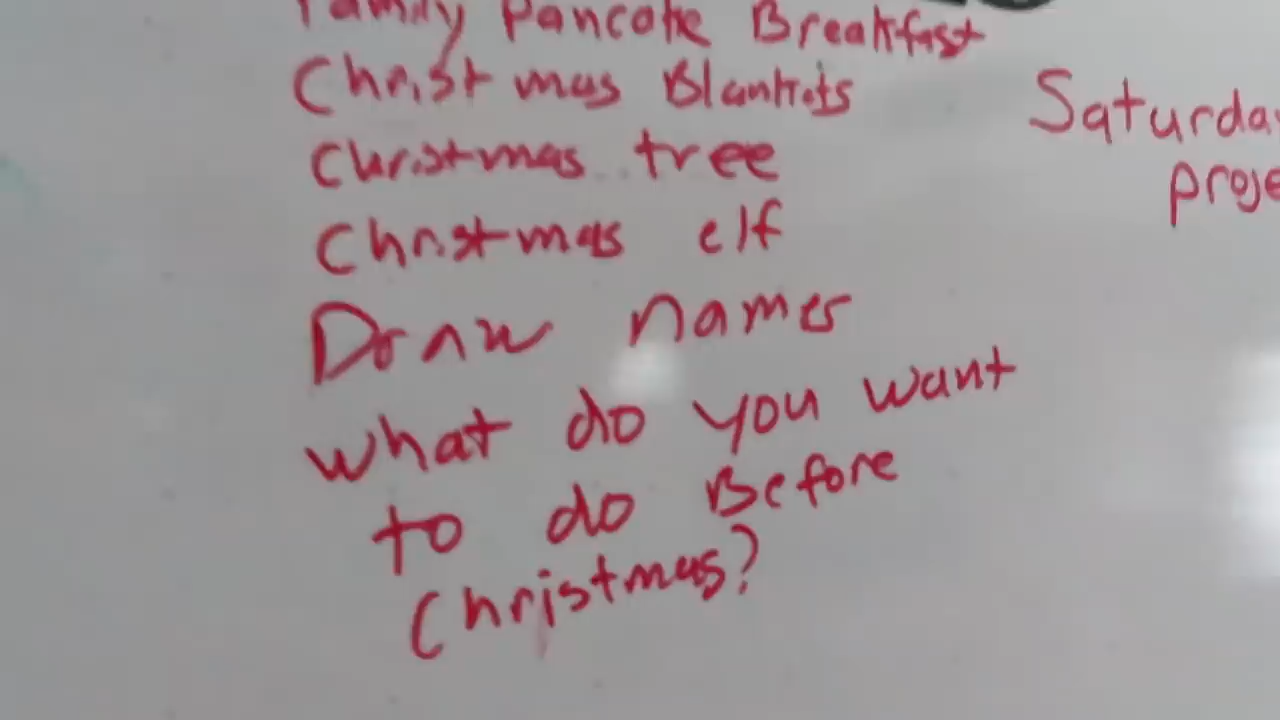 Family Pancake Breakfast
Christmas Blankets
Christmas tree
Christmas elf
Draw names
What do you want
to do Before
Christmas?
Saturda
proje